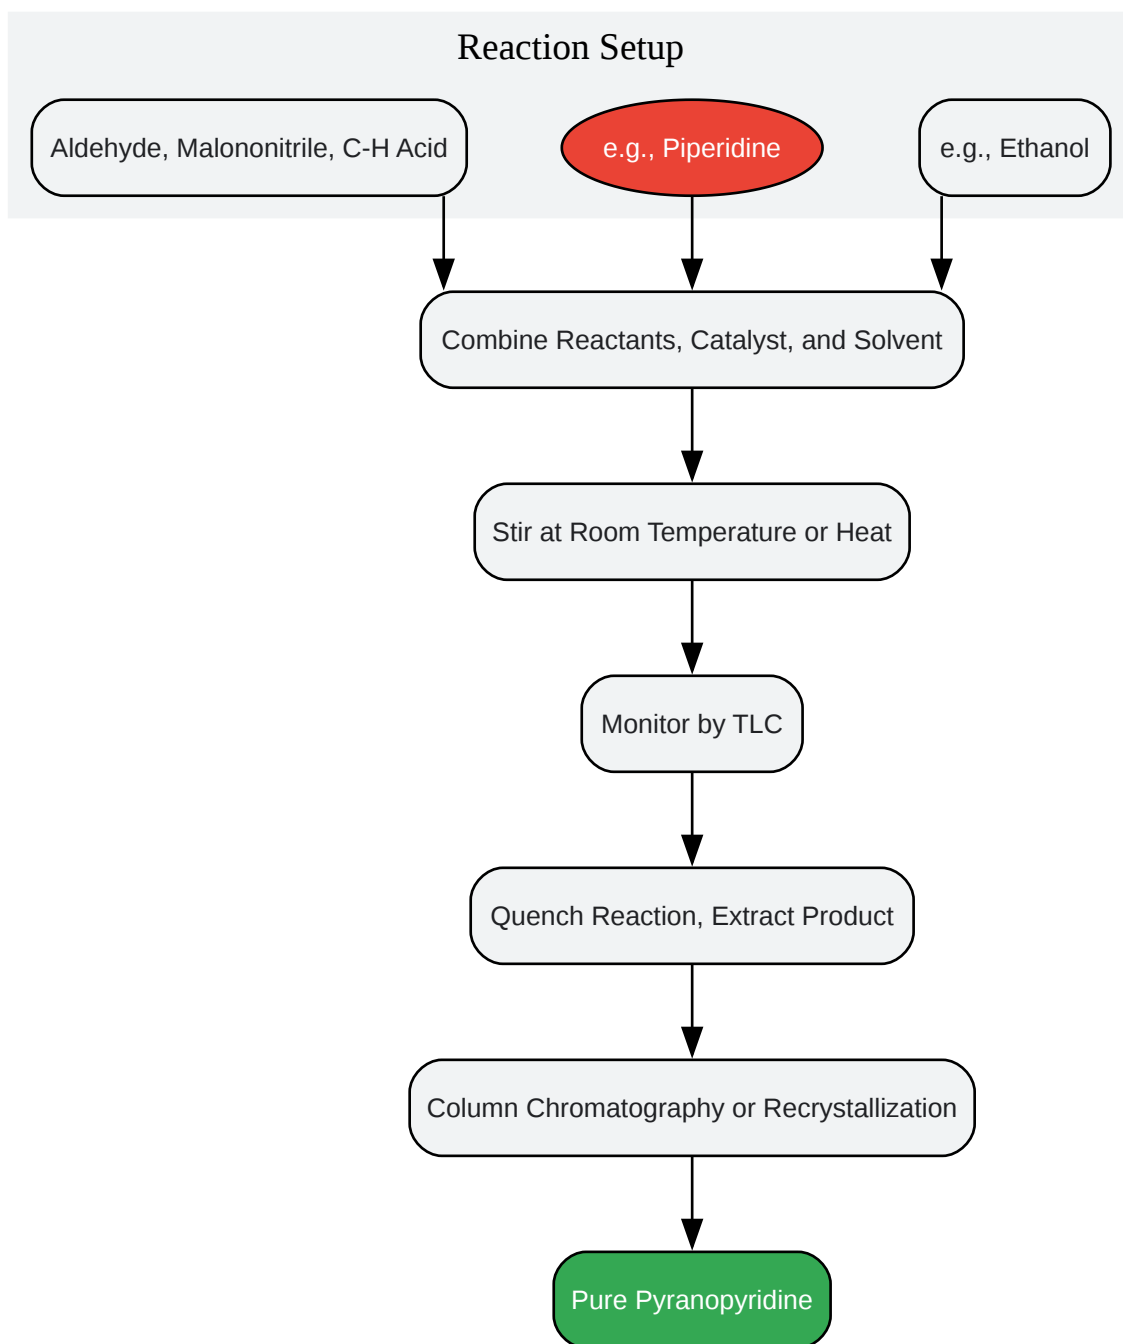 Reaction Setup
Aldehyde, Malononitrile, C-H Acid
e.g., Piperidine
e.g., Ethanol
Combine Reactants, Catalyst, and Solvent
Stir at Room Temperature or Heat
Monitor by TLC
Quench Reaction, Extract Product
Column Chromatography or Recrystallization
Pure Pyranopyridine